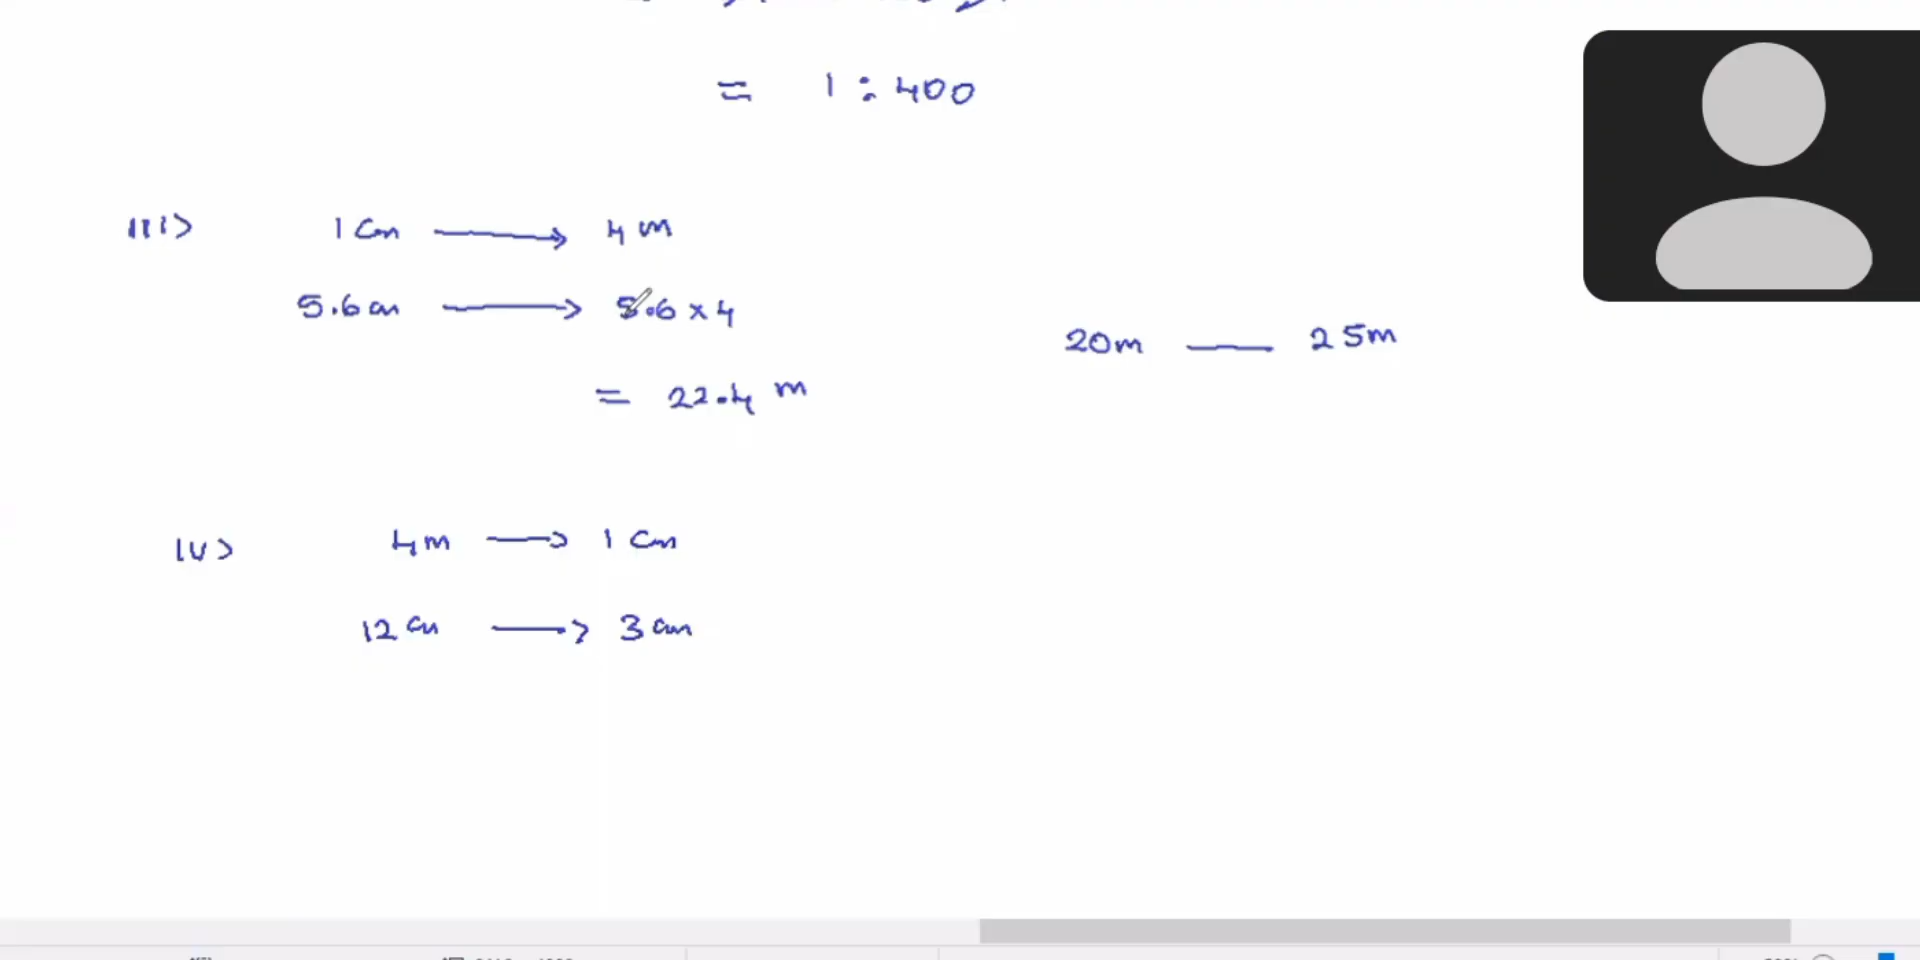 = 1 : 400
III> 1 cm → 4 m
5.6 cm → 5.6 x 4
20m — 25m
= 22.4 m
IV> 4m → 1 cm
12 cm → 3 cm